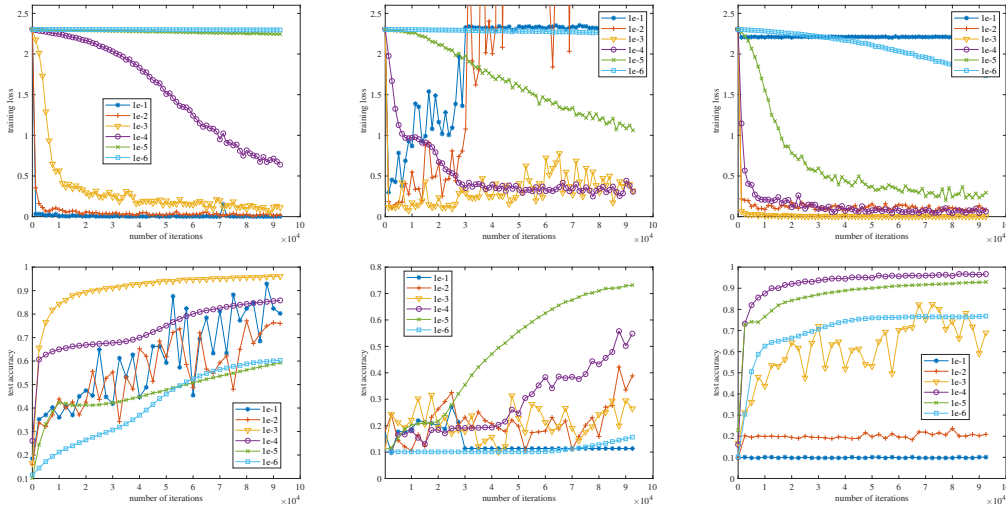 2.5
2
1.5
1
0.5
0
training loss
1e-1
1e-2
1e-3
1e-4
1e-5
1e-6
0 1 2 3 4 5 6 7 8 9 10
number of iterations
×10⁴
2.5
2
1.5
1
0.5
0
training loss
1e-1
1e-2
1e-3
1e-4
1e-5
1e-6
0 1 2 3 4 5 6 7 8 9 10
number of iterations
×10⁴
2.5
2
1.5
1
0.5
0
training loss
1e-1
1e-2
1e-3
1e-4
1e-5
1e-6
0 1 2 3 4 5 6 7 8 9 10
number of iterations
×10⁴
1
0.9
0.8
0.7
0.6
0.5
0.4
0.3
0.2
0.1
test accuracy
1e-1
1e-2
1e-3
1e-4
1e-5
1e-6
0 1 2 3 4 5 6 7 8 9 10
number of iterations
×10⁴
0.8
0.7
0.6
0.5
0.4
0.3
0.2
0.1
0
test accuracy
1e-1
1e-2
1e-3
1e-4
1e-5
1e-6
0 1 2 3 4 5 6 7 8 9 10
number of iterations
×10⁴
1
0.9
0.8
0.7
0.6
0.5
0.4
0.3
0.2
0.1
0
test accuracy
1e-1
1e-2
1e-3
1e-4
1e-5
1e-6
0 1 2 3 4 5 6 7 8 9 10
number of iterations
×10⁴